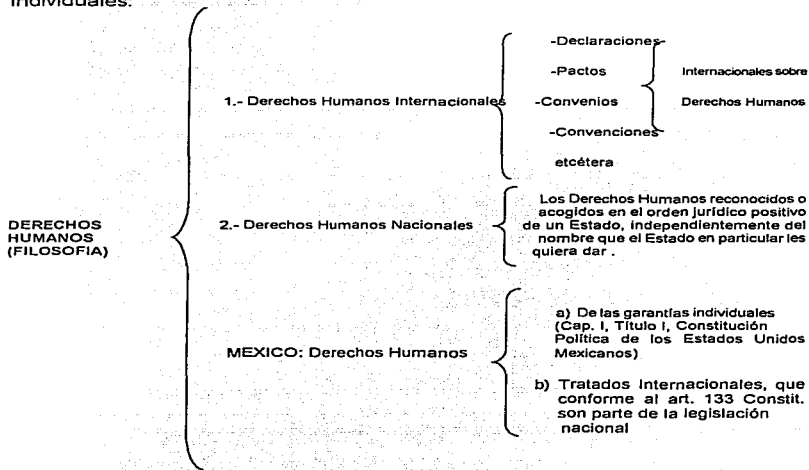 individuales:
-Declaraciones
-Pactos
Internacionales sobre
1.- Derechos Humanos Internacionales
-Convenios
Derechos Humanos
-Convenciones
etcétera
DERECHOS
HUMANOS
(FILOSOFIA)
2.- Derechos Humanos Nacionales
Los Derechos Humanos reconocidos o
acogidos en el orden jurídico positivo
de un Estado, independientemente del
nombre que el Estado en particular les
quiera dar .
MEXICO: Derechos Humanos
a) De las garantías individuales
(Cap. I, Título I, Constitución
Política de los Estados Unidos
Mexicanos)
b) Tratados Internacionales, que
conforme al art. 133 Constit.
son parte de la legislación
nacional